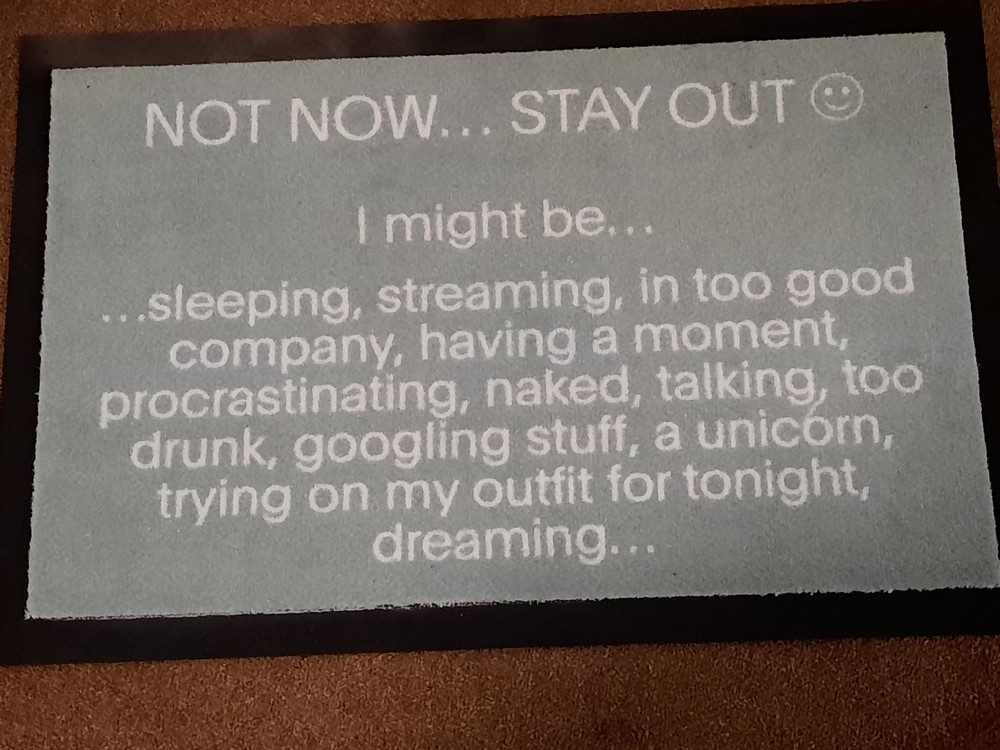 NOT NOW... STAY OUT ☺
I might be...
...sleeping, streaming, in too good
company, having a moment,
procrastinating, naked, talking, too
drunk, googling stuff, a unicorn,
trying on my outfit for tonight,
dreaming...